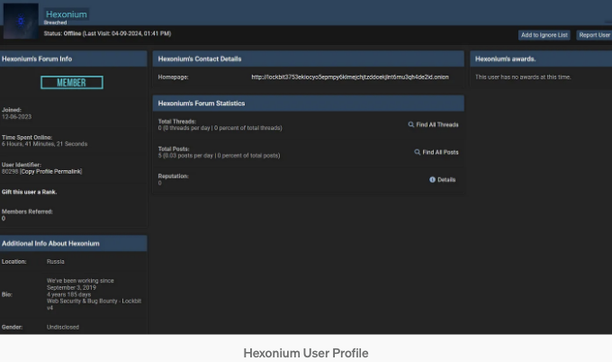 Hexonium
Breached
Status: Offline (Last Visit: 04-09-2024, 01:41 PM)
Add to Ignore List
Report User
Hexonium's Forum Info
MEMBER
Joined:
12-06-2023
Time Spent Online:
6 Hours, 41 Minutes, 21 Seconds
User Identifier:
80298 [Copy Profile Permalink]
Gift this user a Rank.
Members Referred:
0
Additional Info About Hexonium
Location: Russia
Bio: We've been working since
September 3, 2019
4 years 185 days
Web Security & Bug Bounty - Lockbit
v4
Gender: Undisclosed
Hexonium's Contact Details
Homepage:
Hexonium's Forum Statistics
Total Threads:
0 (0 threads per day | 0 percent of total threads)
Find All Threads
Total Posts:
5 (0.03 posts per day | 0 percent of total posts)
Find All Posts
Reputation:
0
Details
Hexonium's awards.
This user has no awards at this time.
Hexonium User Profile